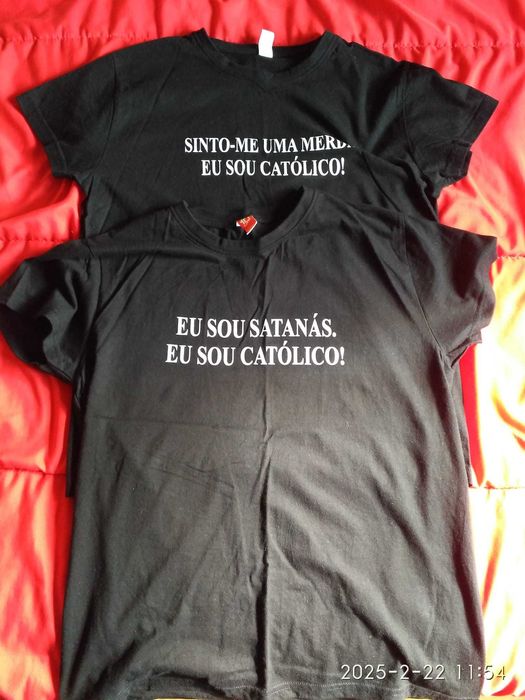 SINTO-ME UMA
EU SOU CATÓLICO!
EU SOU SATANÁS.
EU SOU CATÓLICO!
2025-2-22 11:54